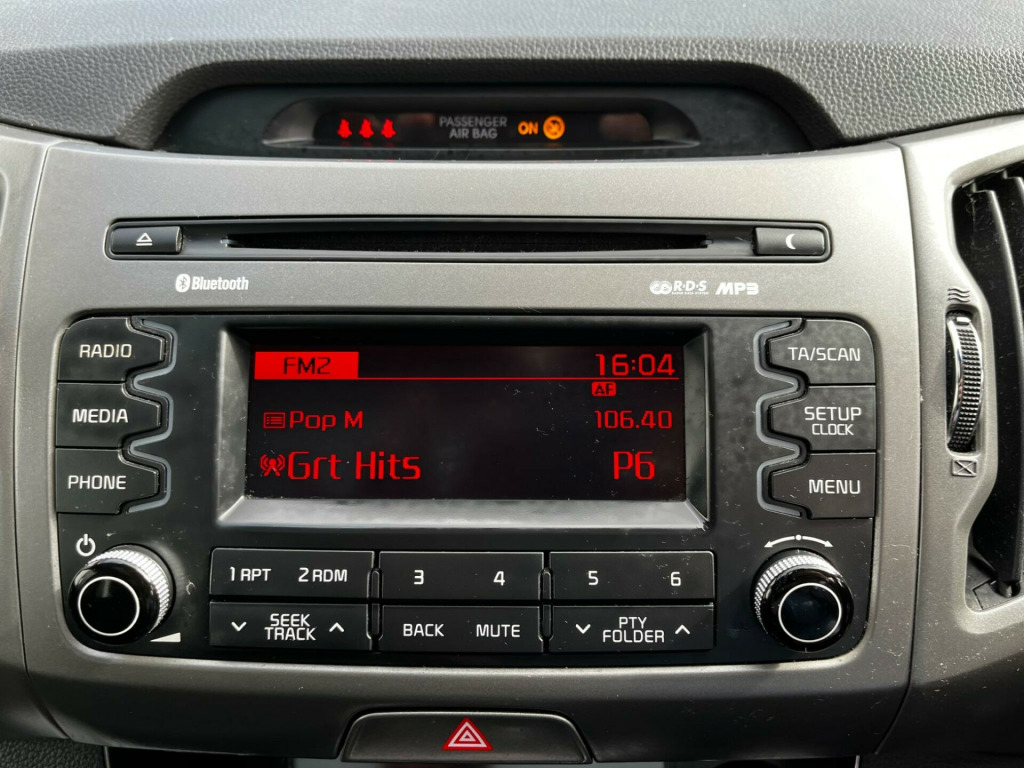 PASSENGER
AIR BAG ON
Bluetooth
R·D·S MP3
RADIO
MEDIA
PHONE
FM2 16:04
AF
Pop M 106.40
Grt Hits P6
TA/SCAN
SETUP
CLOCK
MENU
1 RPT 2 RDM 3 4 5 6
SEEK
TRACK
BACK MUTE
PTY
FOLDER